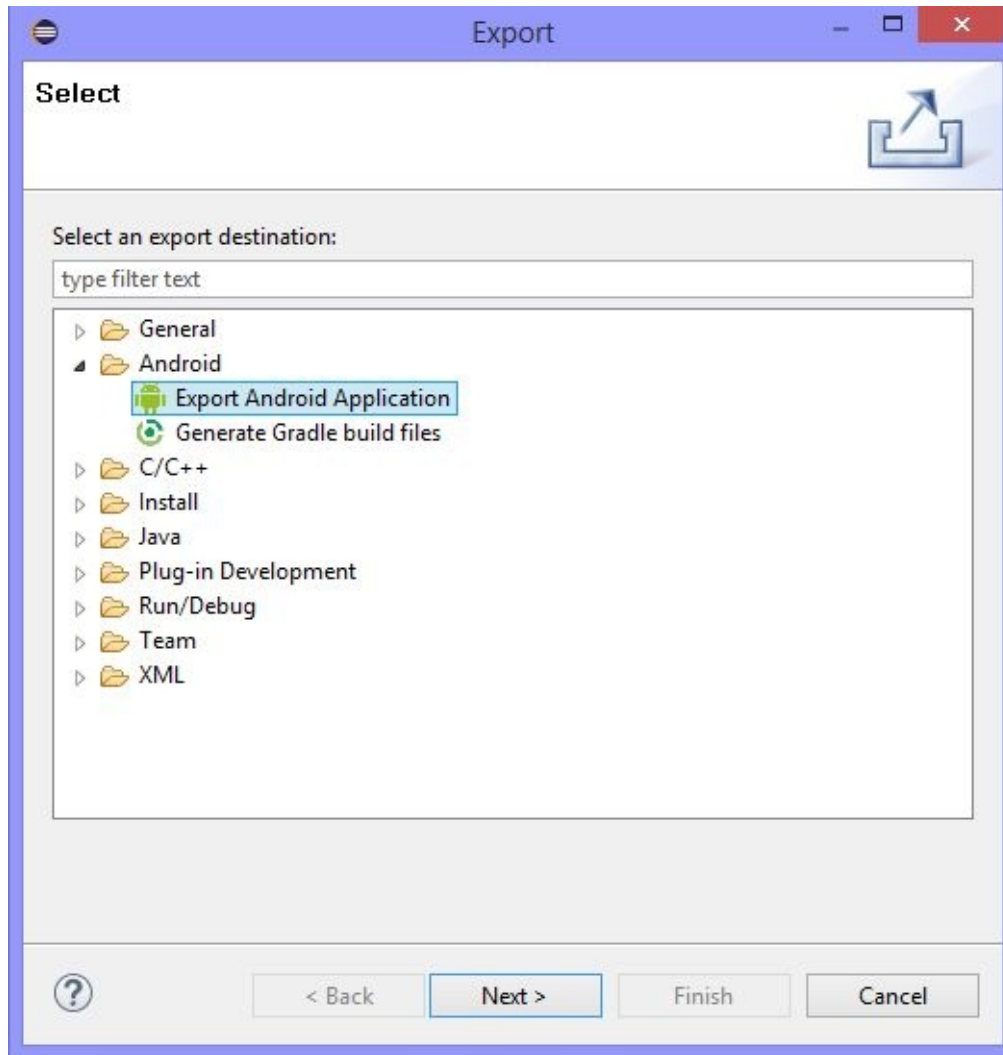 Export
Select
Select an export destination:
type filter text
General
Android
Export Android Application
Generate Gradle build files
C/C++
Install
Java
Plug-in Development
Run/Debug
Team
XML
?
< Back
Next >
Finish
Cancel